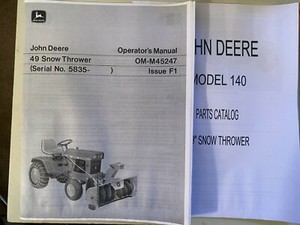 John Deere
Operator's Manual
49 Snow Thrower
OM-M45247
(Serial No. 5835- )
Issue F1
HN DEERE
MODEL 140
PARTS CATALOG
" SNOW THROWER